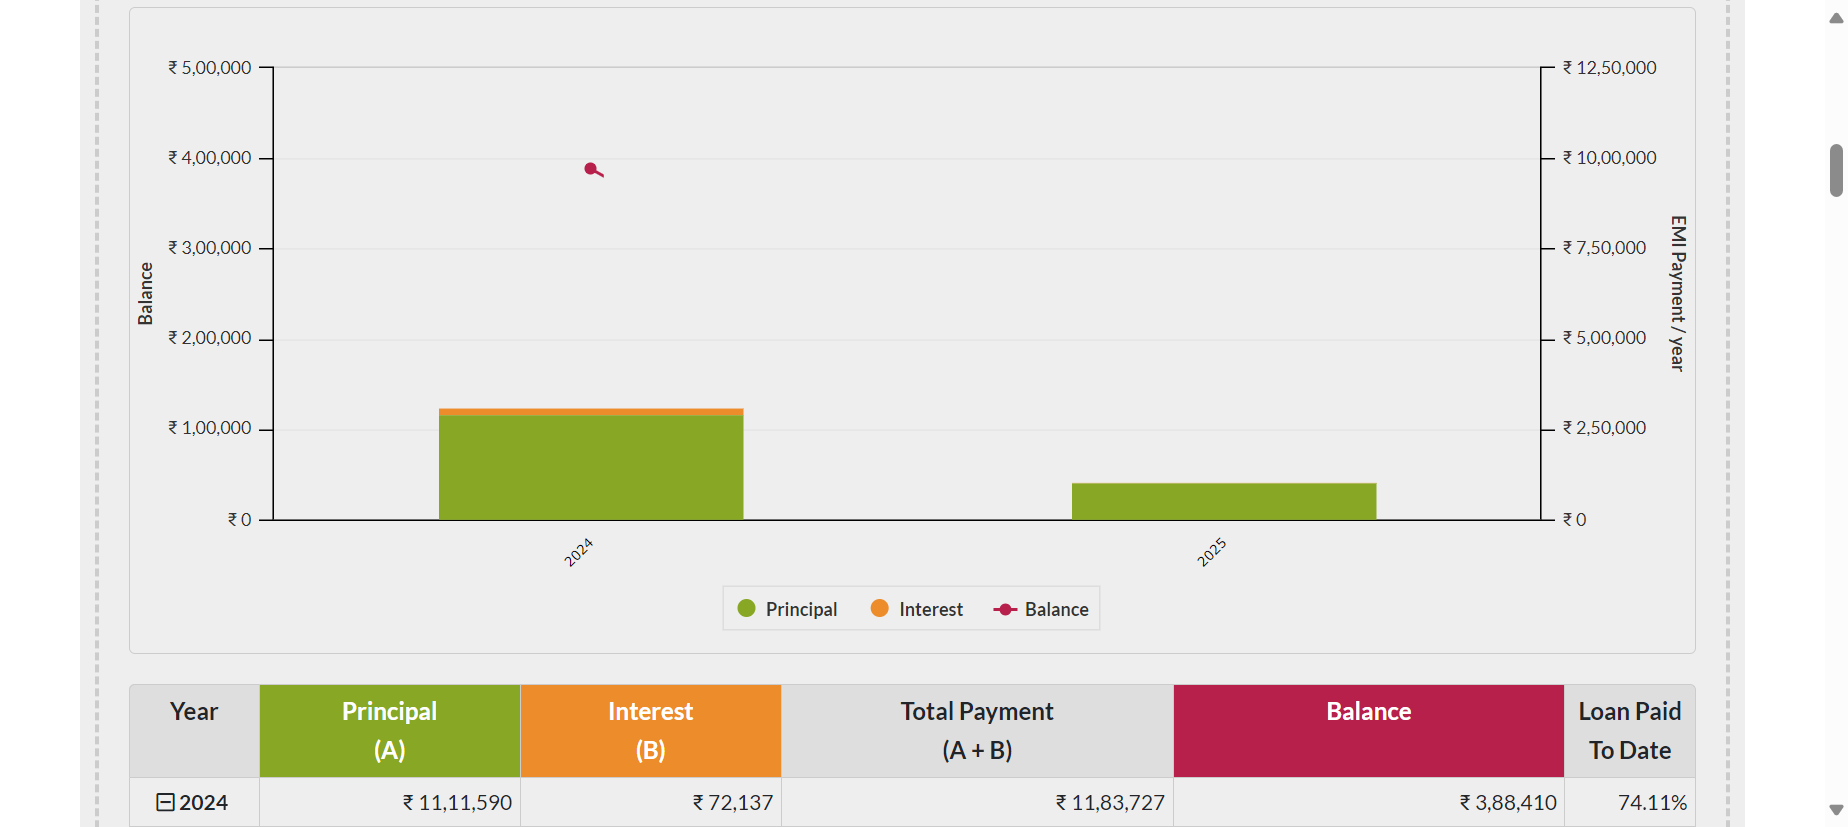 ₹ 5,00,000
₹ 12,50,000
₹ 4,00,000
₹ 10,00,000
₹ 3,00,000
₹ 7,50,000
Balance
EMI Payment / year
₹ 2,00,000
₹ 5,00,000
₹ 1,00,000
₹ 2,50,000
₹ 0
₹ 0
2024
2025
Principal Interest Balance
Year Principal (A) Interest (B) Total Payment (A + B) Balance Loan Paid To Date
2024 ₹ 11,11,590 ₹ 72,137 ₹ 11,83,727 ₹ 3,88,410 74.11%